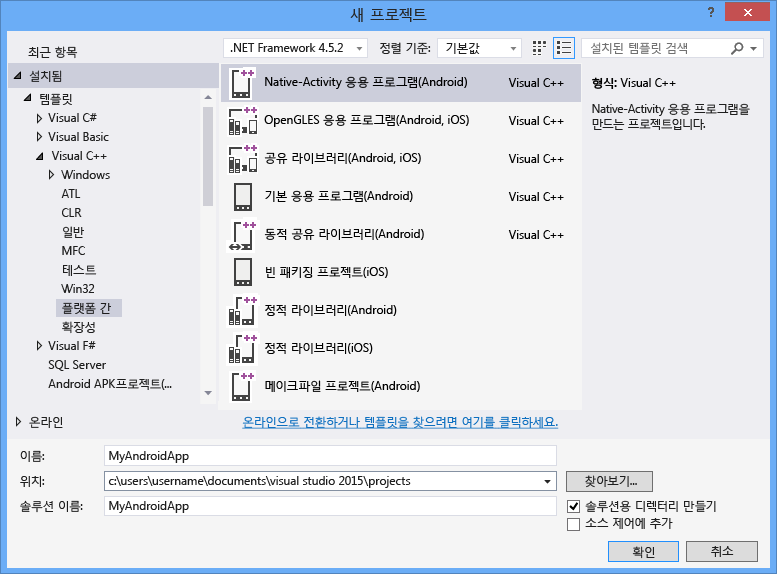 새 프로젝트
?
최근 항목
.NET Framework 4.5.2
정렬 기준:
기본값
설치된 템플릿 검색
설치됨
템플릿
Visual C#
Visual Basic
Visual C++
Windows
ATL
CLR
일반
MFC
테스트
Win32
플랫폼 간
확장성
Visual F#
SQL Server
Android APK프로젝트(...
온라인
Native-Activity 응용 프로그램(Android) Visual C++
OpenGLES 응용 프로그램(Android, iOS) Visual C++
공유 라이브러리(Android, iOS) Visual C++
기본 응용 프로그램(Android) Visual C++
동적 공유 라이브러리(Android) Visual C++
빈 패키징 프로젝트(iOS)
정적 라이브러리(Android)
정적 라이브러리(iOS)
메이크파일 프로젝트(Android)
온라인으로 전환하거나 템플릿을 찾으려면 여기를 클릭하세요.
형식: Visual C++
Native-Activity 응용 프로그램을
만드는 프로젝트입니다.
이름: MyAndroidApp
위치: c:\users\username\documents\visual studio 2015\projects
찾아보기...
솔루션 이름: MyAndroidApp
솔루션용 디렉터리 만들기
소스 제어에 추가
확인
취소